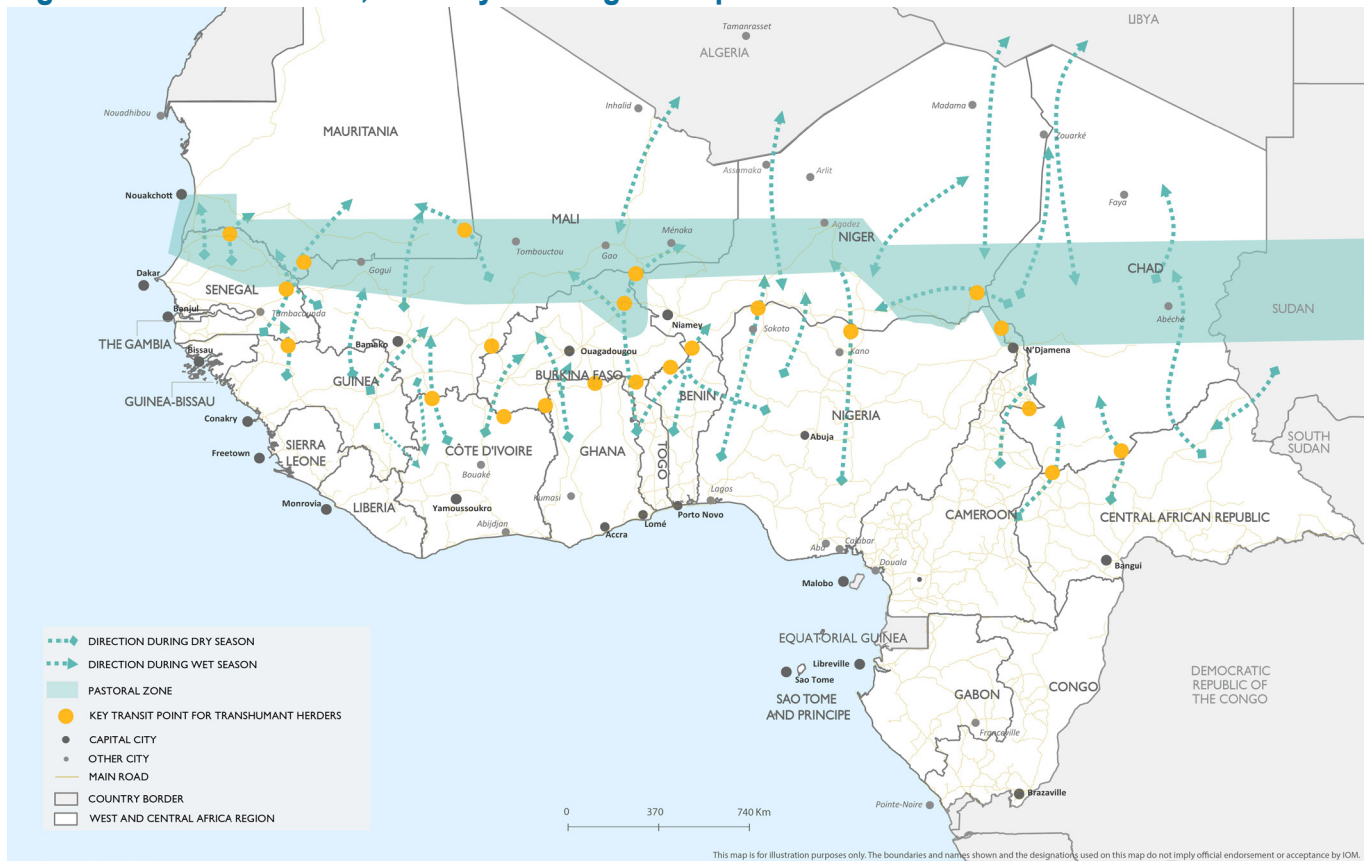 Tamanrasset
LIBYA
ALGERIA
Nouadhibou
Inhalid
Madama
MAURITANIA
Zouarké
Assamaka
Arlit
Nouakchott
Faya
MALI
Agadez
Ménaka
NIGER
Tombouctou
Gao
Gogui
CHAD
Dakar
SENEGAL
Abéché
SUDAN
Banjul
Tambacounda
Niamey
Sokoto
THE GAMBIA
Bissau
Bamako
Ouagadougou
Kano
N'Djamena
GUINEA
BURKINA FASO
BENIN
GUINEA-BISSAU
NIGERIA
Conakry
SIERRA
LEONE
CÔTE D'IVOIRE
GHANA
TOGO
Abuja
SOUTH
SUDAN
Freetown
Bouaké
Monrovia
LIBERIA
Yamoussoukro
Kumasi
Lagos
Porto Novo
Lomé
Accra
Abijdjan
CAMEROON
CENTRAL AFRICAN REPUBLIC
Aba
Calabar
Douala
Bangui
Malobo
EQUATORIAL GUINEA
Libreville
Sao Tome
SAO TOME
AND PRINCIPE
GABON
CONGO
DEMOCRATIC
REPUBLIC OF
THE CONGO
Franceville
Pointe-Noire
Brazaville
DIRECTION DURING DRY SEASON
DIRECTION DURING WET SEASON
PASTORAL ZONE
KEY TRANSIT POINT FOR TRANSHUMANT HERDERS
CAPITAL CITY
OTHER CITY
MAIN ROAD
COUNTRY BORDER
WEST AND CENTRAL AFRICA REGION
0 370 740 Km
This map is for illustration purposes only. The boundaries and names shown and the designations used on this map do not imply official endorsement or acceptance by IOM.